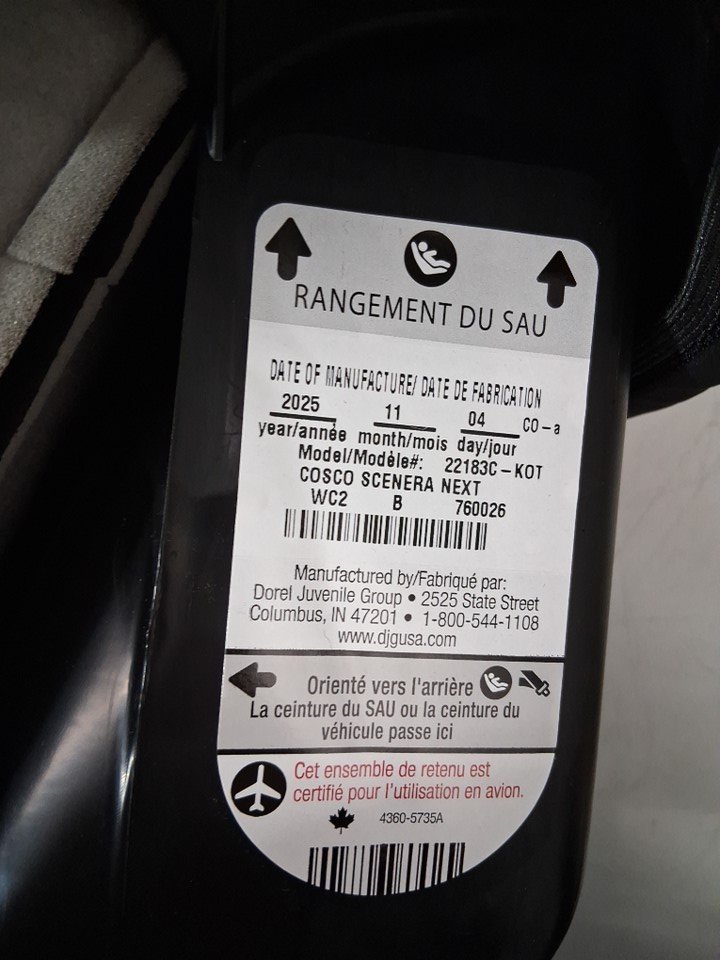 RANGEMENT DU SAU
DATE OF MANUFACTURE/ DATE DE FABRICATION
2025 11 04 CO-a
year/année month/mois day/jour
Model/Modèle#: 22183C-KOT
COSCO SCENERA NEXT
WC2 B 760026
Manufactured by/Fabriqué par:
Dorel Juvenile Group • 2525 State Street
Columbus, IN 47201 • 1-800-544-1108
www.djgusa.com
Orienté vers l'arrière
La ceinture du SAU ou la ceinture du
véhicule passe ici
Cet ensemble de retenu est
certifié pour l'utilisation en avion.
4360-5735A